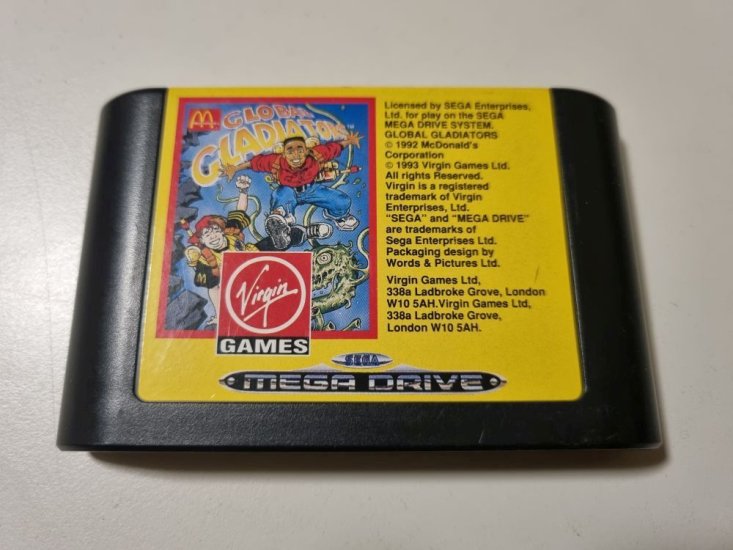 GLOBAL
GLADIATORS
TM
Virgin
GAMES
Licensed by SEGA Enterprises,
Ltd. for play on the SEGA
MEGA DRIVE SYSTEM.
GLOBAL GLADIATORS
© 1992 McDonald's
Corporation
© 1993 Virgin Games Ltd.
All rights Reserved.
Virgin is a registered
trademark of Virgin
Enterprises, Ltd.
"SEGA" and "MEGA DRIVE"
are trademarks of
Sega Enterprises Ltd.
Packaging design by
Words & Pictures Ltd.
Virgin Games Ltd,
338a Ladbroke Grove, London
W10 5AH.Virgin Games Ltd,
338a Ladbroke Grove,
London W10 5AH.
SEGA
MEGA DRIVE